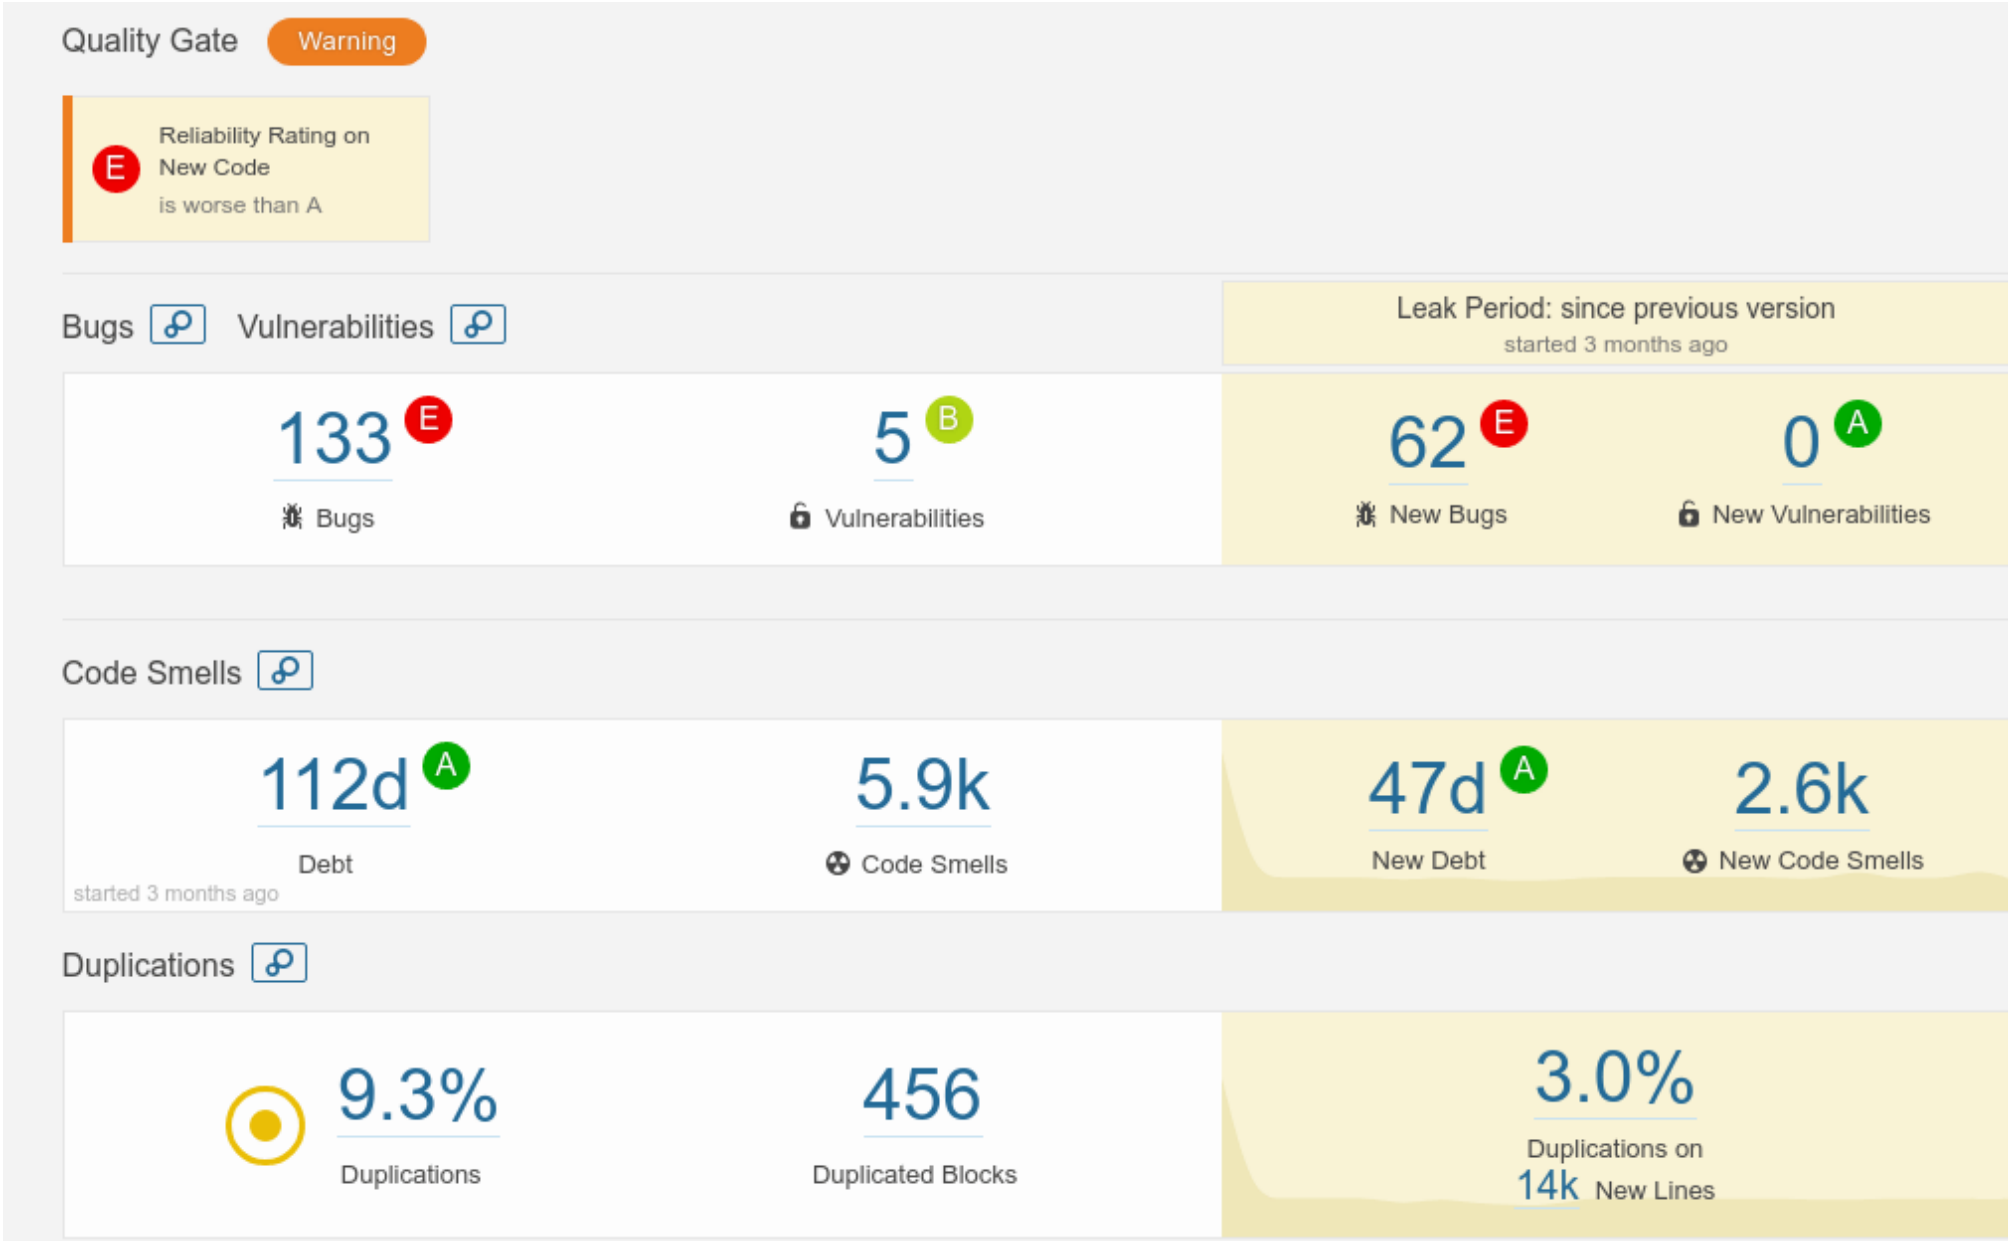 Quality Gate Warning
E
Reliability Rating on
New Code
is worse than A
Bugs Vulnerabilities
Leak Period: since previous version
started 3 months ago
133 E 5 B 62 E 0 A
Bugs Vulnerabilities New Bugs New Vulnerabilities
Code Smells
112d A 5.9k 47d A 2.6k
Debt Code Smells New Debt New Code Smells
started 3 months ago
Duplications
9.3% 456 3.0%
Duplications Duplicated Blocks Duplications on
14k New Lines